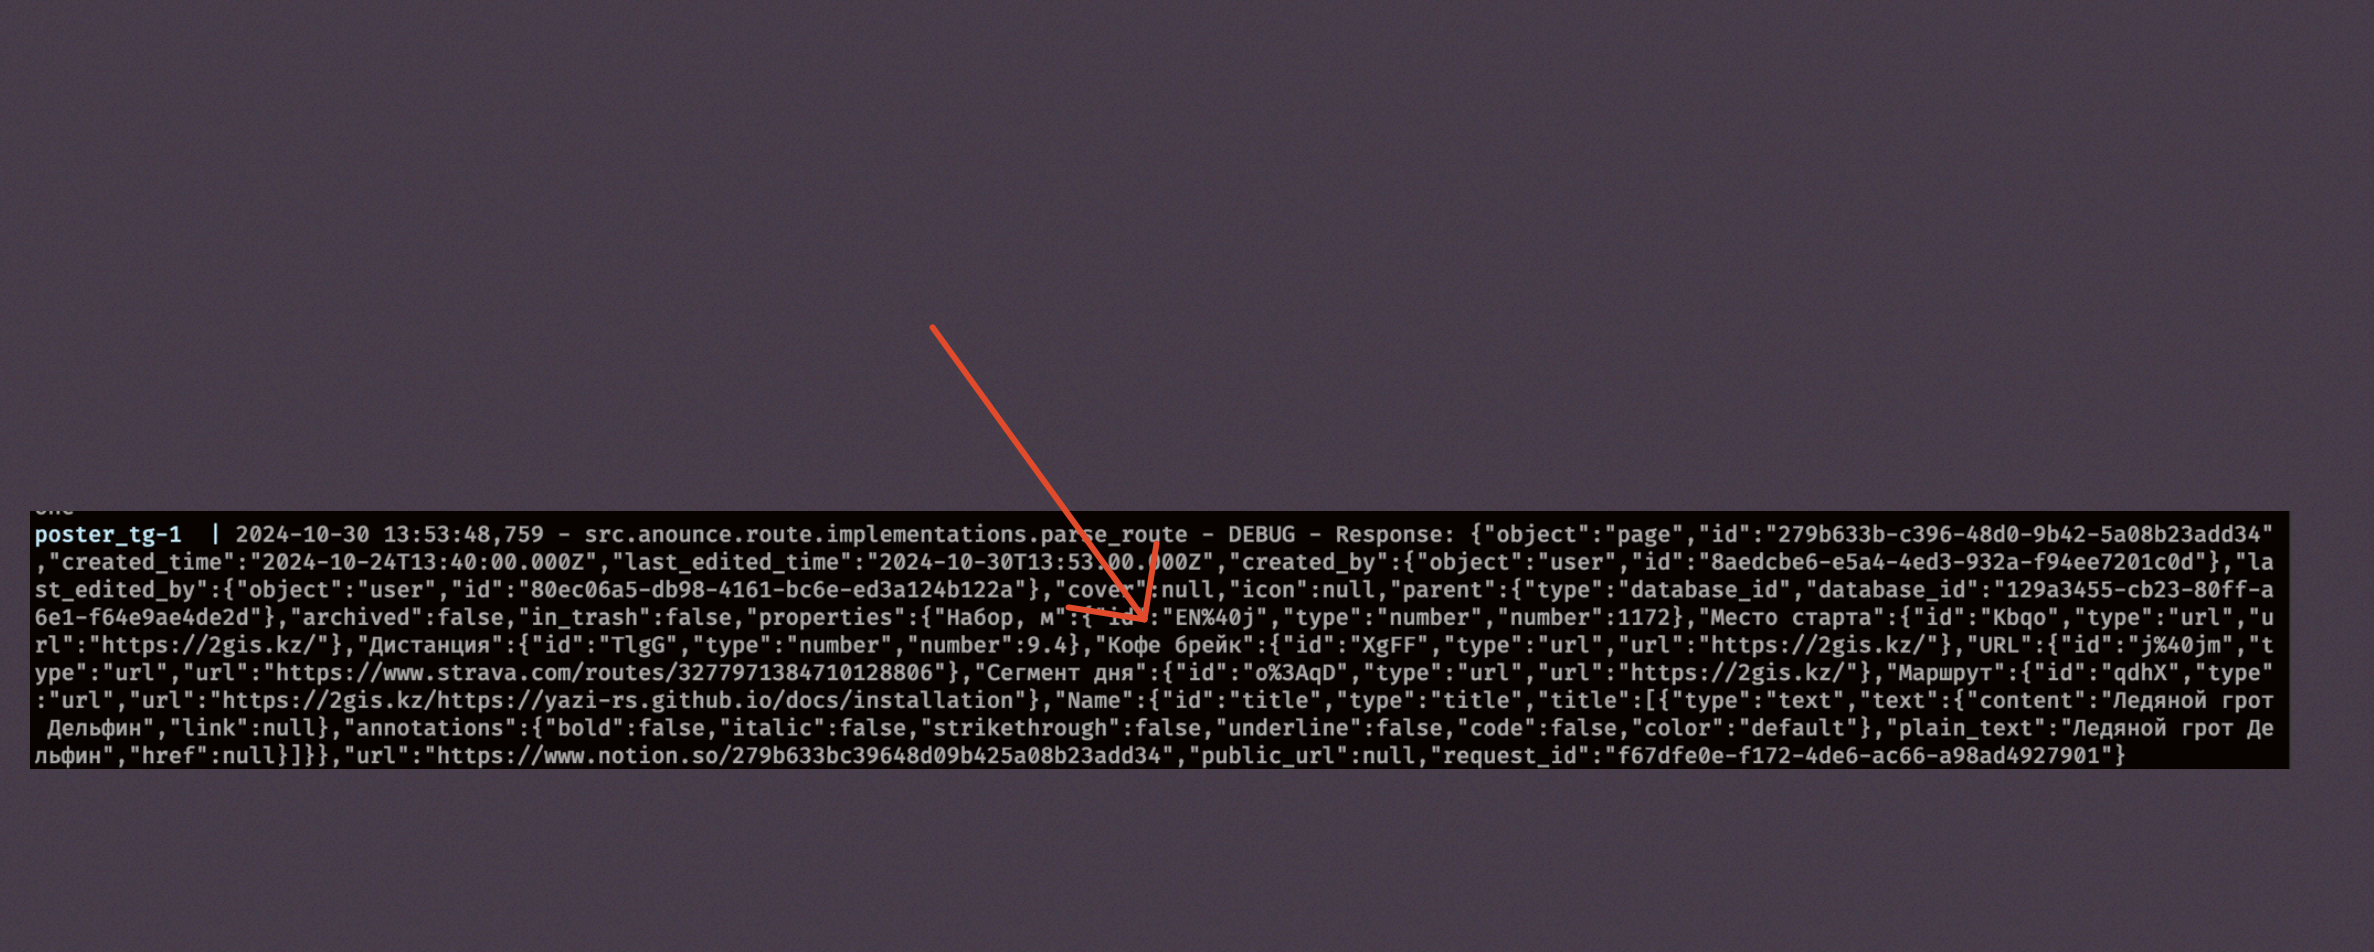 poster_tg-1 | 2024-10-30 13:53:48,759 - src.anounce.route.implementations.parse_route - DEBUG - Response: {"object":"page","id":"279b633b-c396-48d0-9b42-5a08b23add34"
,"created_time":"2024-10-24T13:40:00.000Z","last_edited_time":"2024-10-30T13:53:00.000Z","created_by":{"object":"user","id":"8aedcbe6-e5a4-4ed3-932a-f94ee7201c0d"},"la
st_edited_by":{"object":"user","id":"80ec06a5-db98-4161-bc6e-ed3a124b122a"},"cover":null,"icon":null,"parent":{"type":"database_id","database_id":"129a3455-cb23-80ff-a
6e1-f64e9ae4de2d"},"archived":false,"in_trash":false,"properties":{"Набор, м":{"id":"EN%40j","type":"number","number":1172},"Место старта":{"id":"Kbqo","type":"url","u
rl":"https://2gis.kz/"},"Дистанция":{"id":"TlgG","type":"number","number":9.4},"Кофе брейк":{"id":"XgFF","type":"url","url":"https://2gis.kz/"},"URL":{"id":"j%40jm","t
ype":"url","url":"https://www.strava.com/routes/3277971384710128806"},"Сегмент дня":{"id":"o%3AqD","type":"url","url":"https://2gis.kz/"},"Маршрут":{"id":"qdhX","type"
:"url","url":"https://2gis.kz/https://yazi-rs.github.io/docs/installation"},"Name":{"id":"title","type":"title","title":[{"type":"text","text":{"content":"Ледяной грот
Дельфин","link":null},"annotations":{"bold":false,"italic":false,"strikethrough":false,"underline":false,"code":false,"color":"default"},"plain_text":"Ледяной грот Де
льфин","href":null}]}},"url":"https://www.notion.so/279b633bc39648d09b425a08b23add34","public_url":null,"request_id":"f67dfe0e-f172-4de6-ac66-a98ad4927901"}